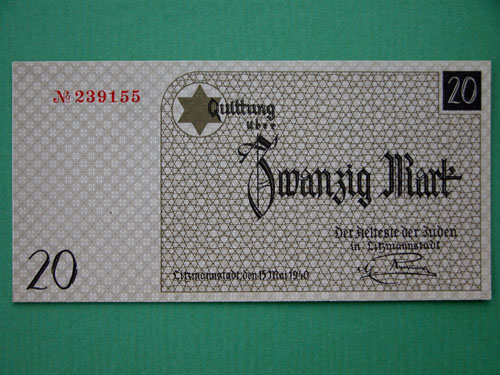 № 239155
Quittung
über
20
Zwanzig Mark
Der Aelteste der Juden
in Litzmannstadt
20
Litzmannstadt, den 15. Mai 1940